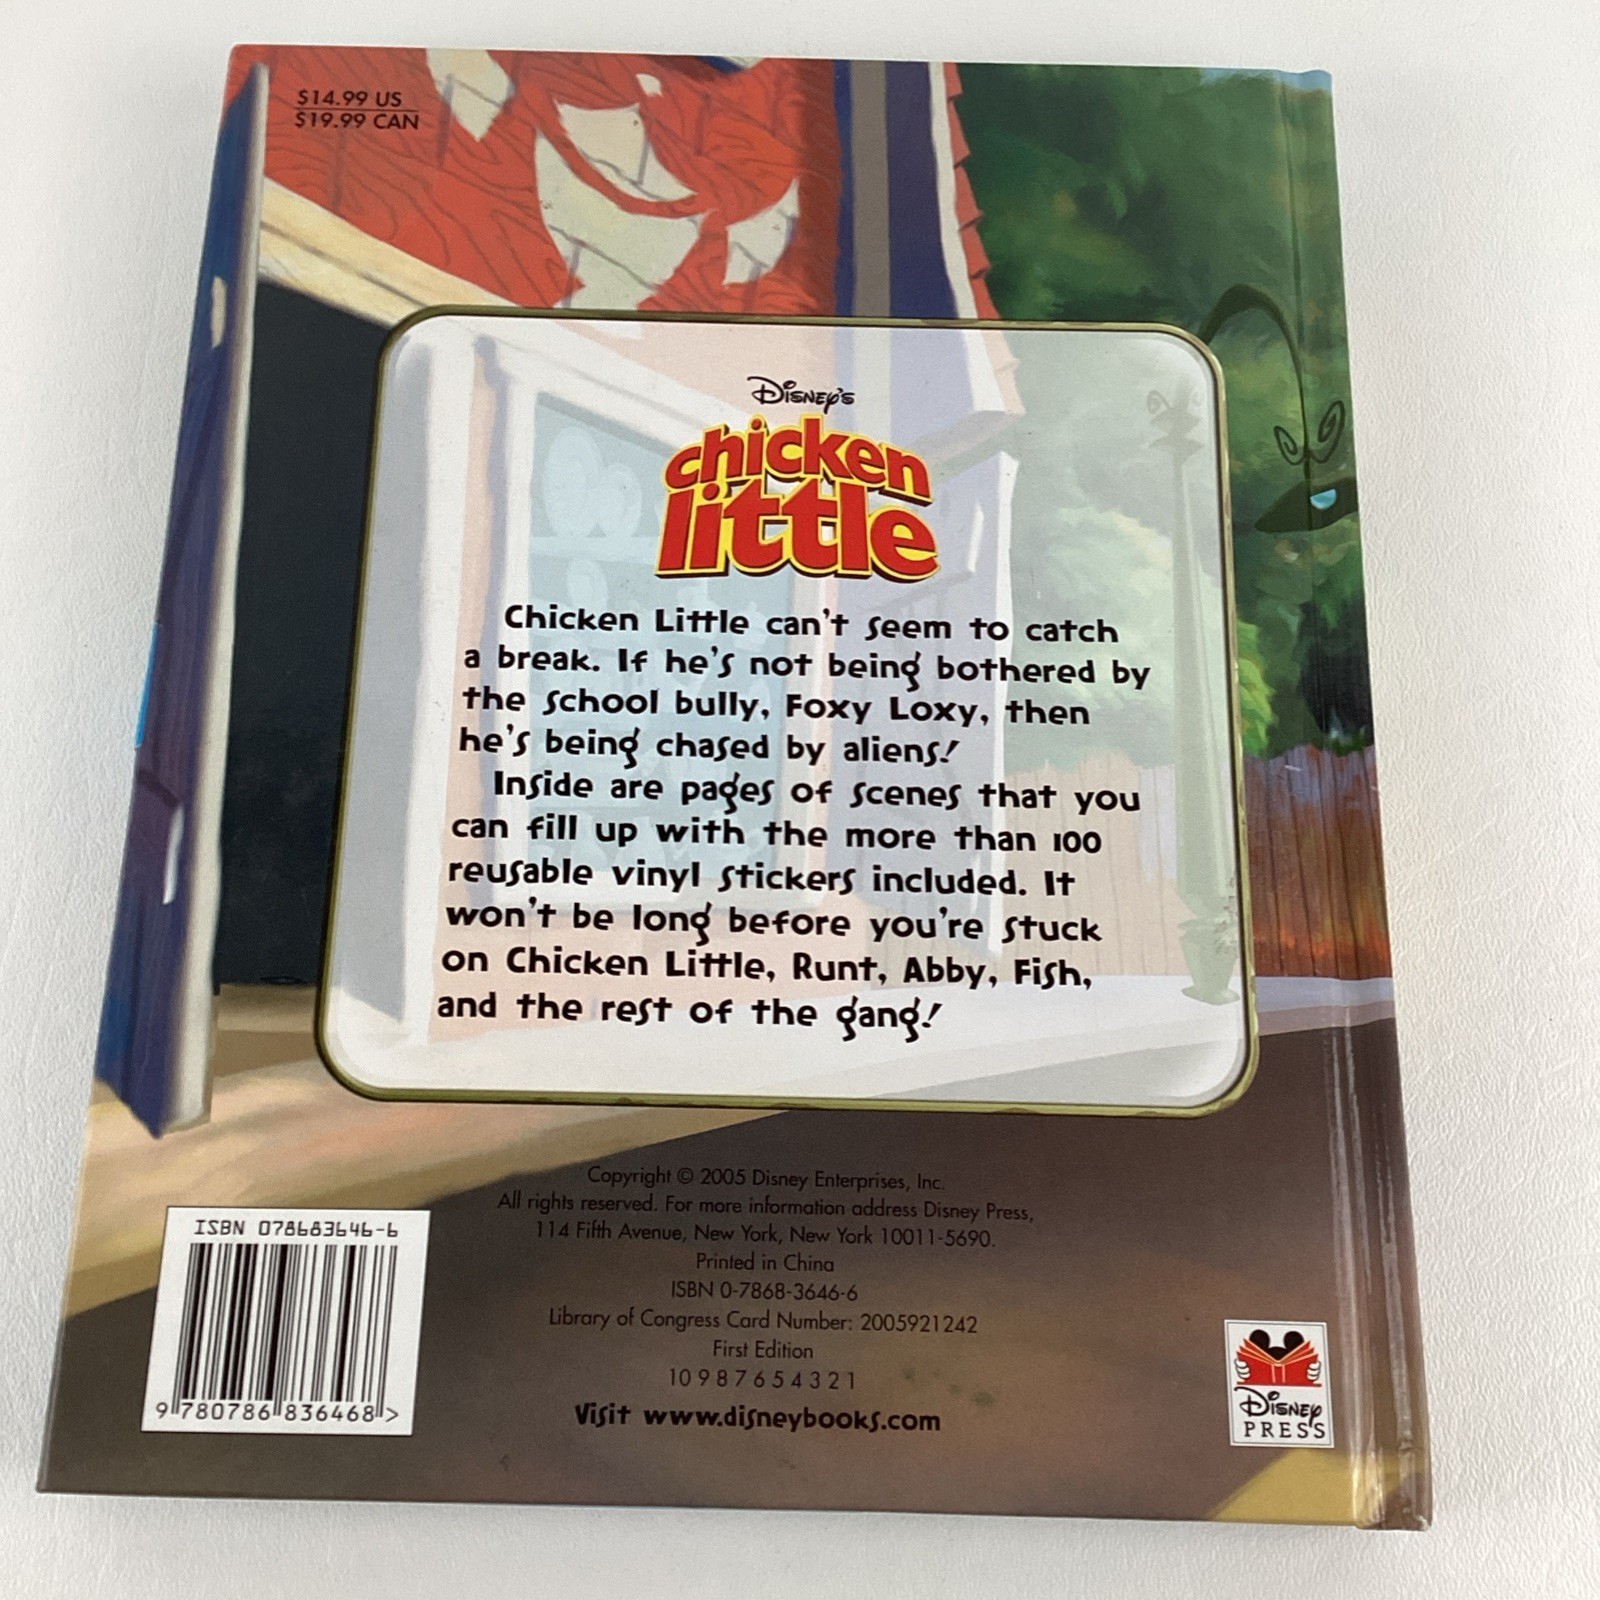 $14.99 US
$19.99 CAN
Disney's
chicken
little
Chicken Little can't seem to catch
a break. If he's not being bothered by
the school bully, Foxy Loxy, then
he's being chased by aliens!
Inside are pages of scenes that you
can fill up with the more than 100
reusable vinyl stickers included. It
won't be long before you're stuck
on Chicken Little, Runt, Abby, Fish,
and the rest of the gang!
Copyright © 2005 Disney Enterprises, Inc.
All rights reserved. For more information address Disney Press,
114 Fifth Avenue, New York, New York 10011-5690.
Printed in China
ISBN 0-7868-3646-6
Library of Congress Card Number: 2005921242
First Edition
10 9 8 7 6 5 4 3 2 1
Visit www.disneybooks.com
ISBN 078683646-6
9 780786 836468 >
Disney
PRESS